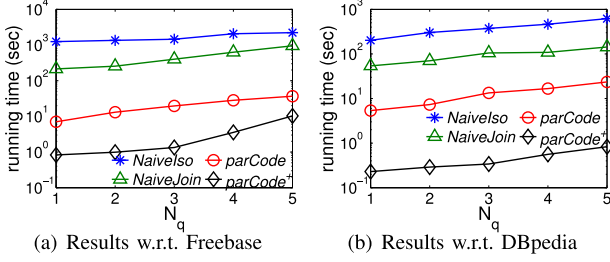 running time (sec)
10^4
10^3
10^2
10^1
10^0
10^-1
NaiveIso
parCode
NaiveJoin
parCode+
1 2 3 4 5
N_q
(a) Results w.r.t. Freebase
running time (sec)
10^3
10^2
10^1
10^0
10^-1
NaiveIso
parCode
NaiveJoin
parCode+
1 2 3 4 5
N_q
(b) Results w.r.t. DBpedia